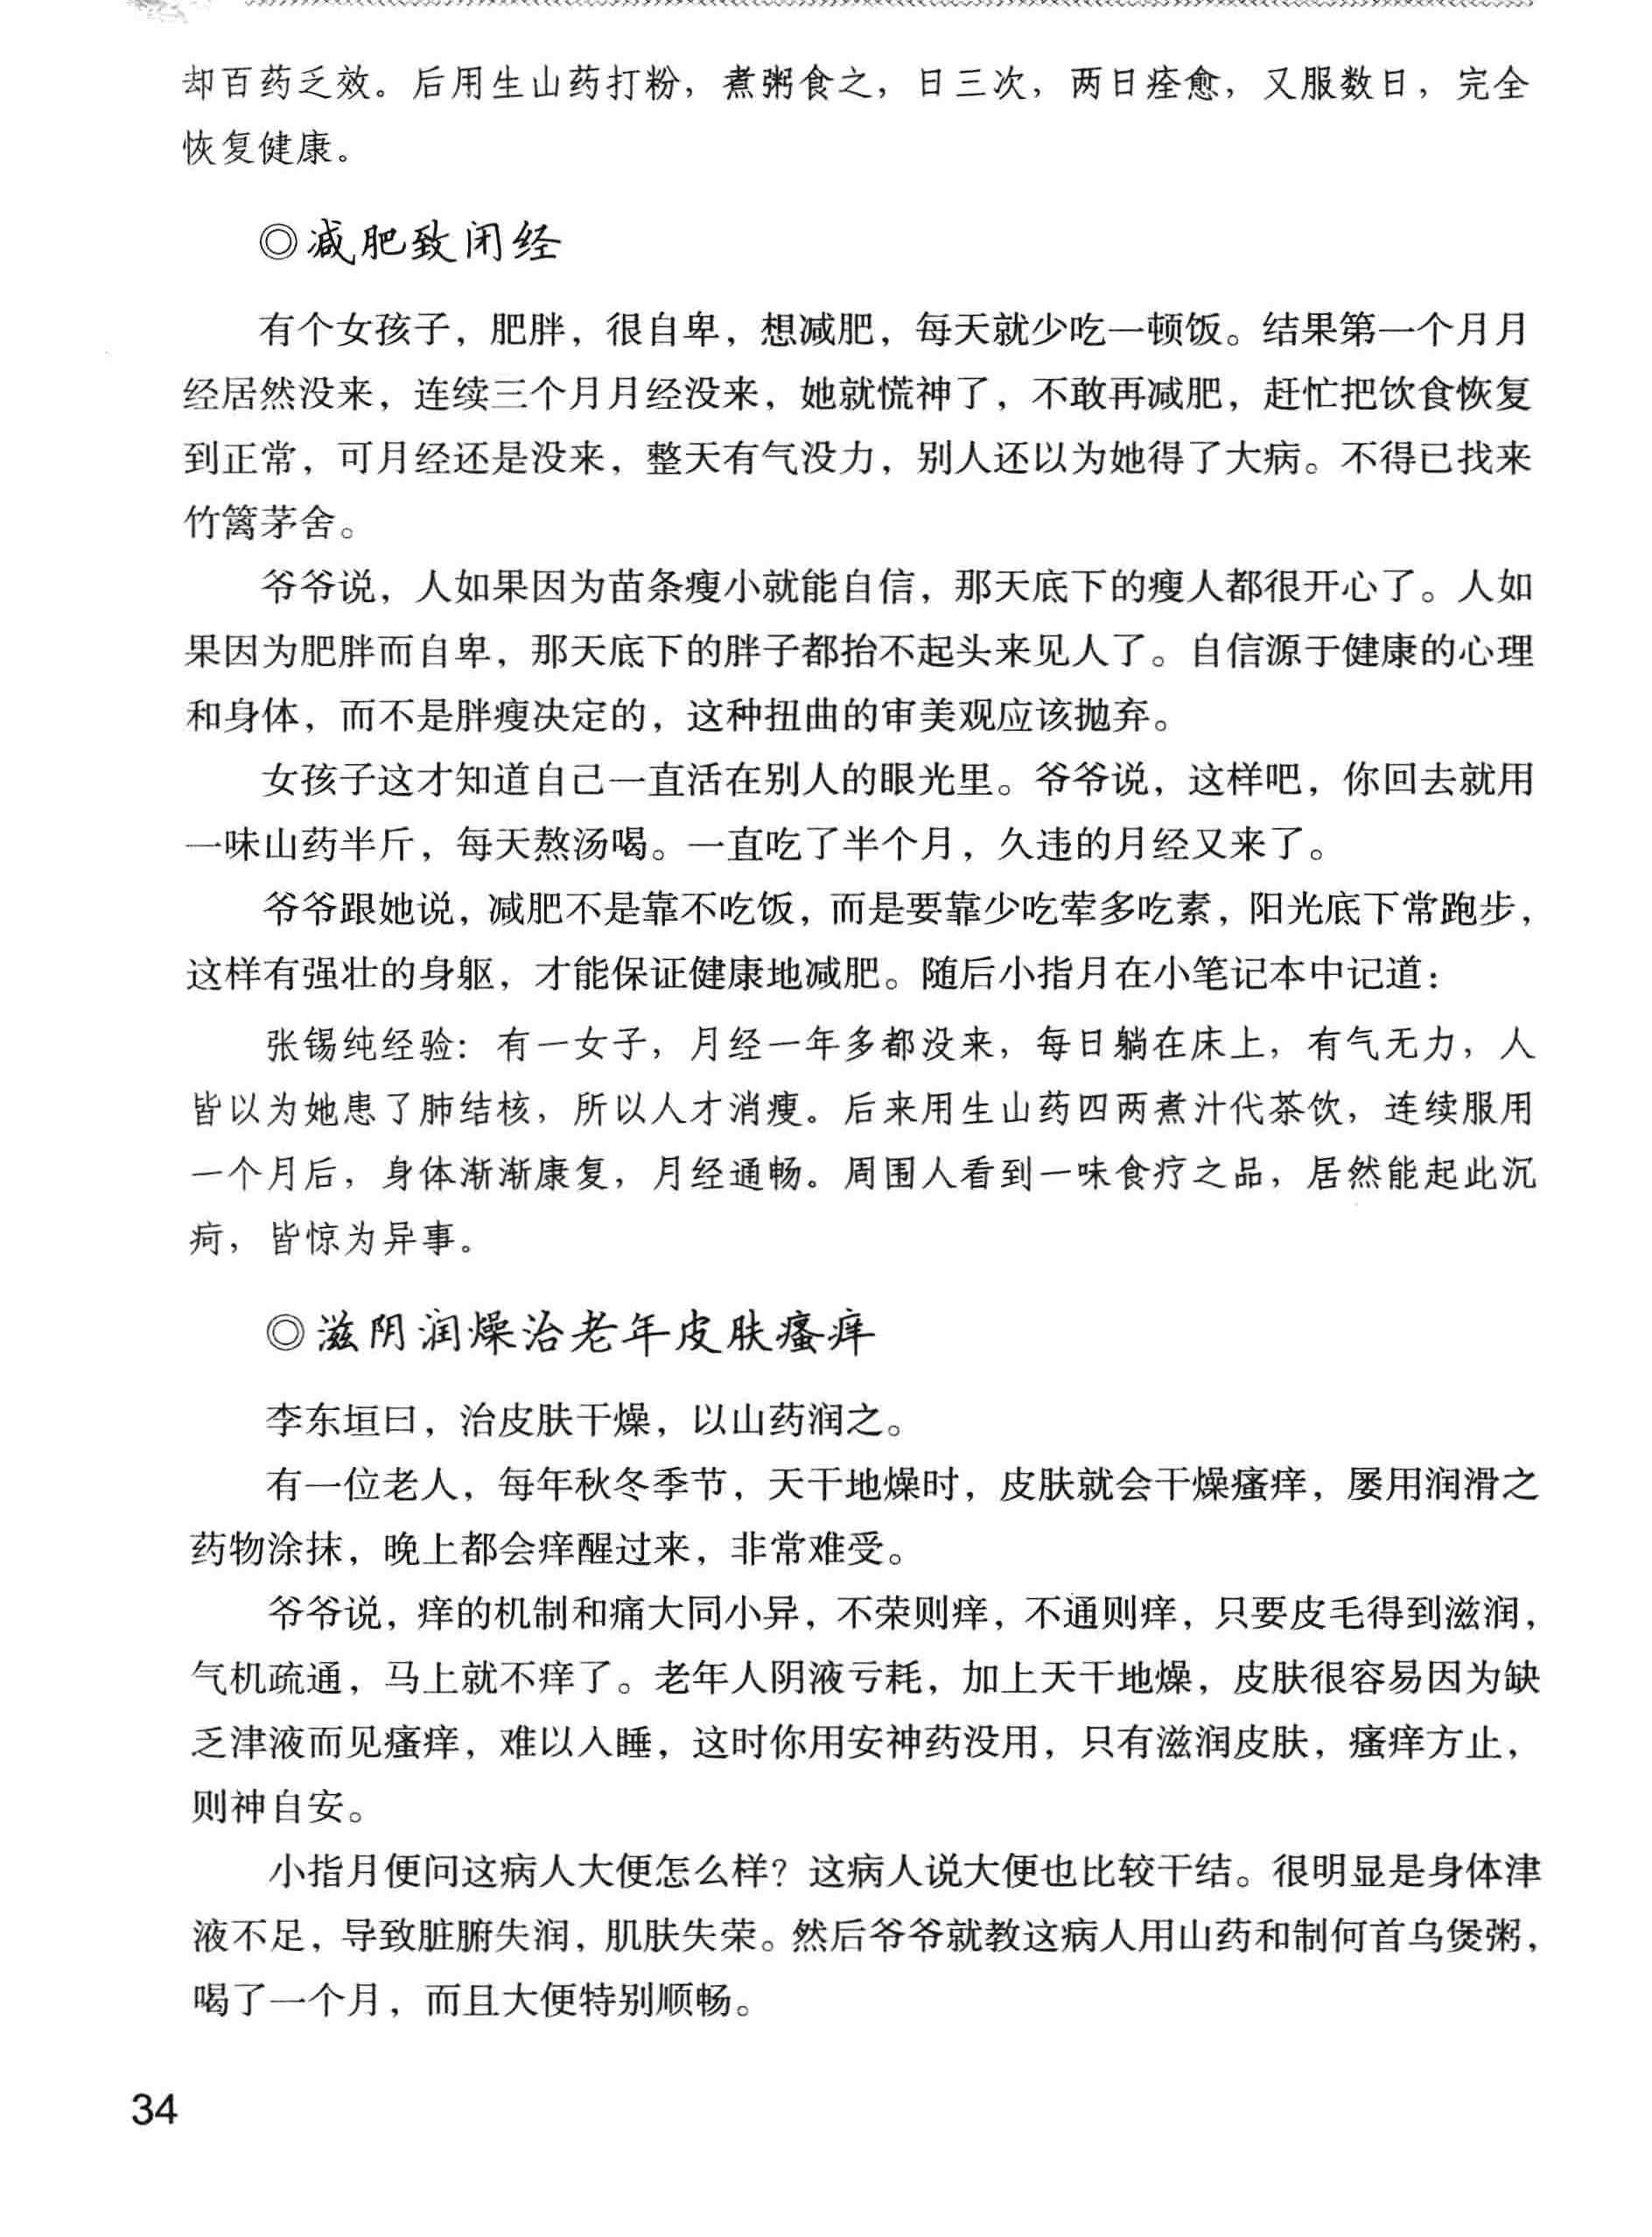 却百药乏效。后用生山药打粉，煮粥食之，日三次，两日痊愈，又服数日，完全
恢复健康。
◎减肥致闭经
有个女孩子，肥胖，很自卑，想减肥，每天就少吃一顿饭。结果第一个月月
经居然没来，连续三个月月经没来，她就慌神了，不敢再减肥，赶忙把饮食恢复
到正常，可月经还是没来，整天有气没力，别人还以为她得了大病。不得已找来
竹篱茅舍。
爷爷说，人如果因为苗条瘦小就能自信，那天底下的瘦人都很开心了。人如
果因为肥胖而自卑，那天底下的胖子都抬不起头来见人了。自信源于健康的心理
和身体，而不是胖瘦决定的，这种扭曲的审美观应该抛弃。
女孩子这才知道自己一直活在别人的眼光里。爷爷说，这样吧，你回去就用
一味山药半斤，每天熬汤喝。一直吃了半个月，久违的月经又来了。
爷爷跟她说，减肥不是靠不吃饭，而是要靠少吃荤多吃素，阳光底下常跑步，
这样有强壮的身躯，才能保证健康地减肥。随后小指月在小笔记本中记道：
张锡纯经验：有一女子，月经一年多都没来，每日躺在床上，有气无力，人
皆以为她患了肺结核，所以人才消瘦。后来用生山药四两煮汁代茶饮，连续服用
一个月后，身体渐渐康复，月经通畅。周围人看到一味食疗之品，居然能起此沉
疴，皆惊为异事。
◎滋阴润燥治老年皮肤瘙痒
李东垣曰，治皮肤干燥，以山药润之。
有一位老人，每年秋冬季节，天干地燥时，皮肤就会干燥瘙痒，屡用润滑之
药物涂抹，晚上都会痒醒过来，非常难受。
爷爷说，痒的机制和痛大同小异，不荣则痒，不通则痒，只要皮毛得到滋润，
气机疏通，马上就不痒了。老年人阴液亏耗，加上天干地燥，皮肤很容易因为缺
乏津液而见瘙痒，难以入睡，这时你用安神药没用，只有滋润皮肤，瘙痒方止，
则神自安。
小指月便问这病人大便怎么样？这病人说大便也比较干结。很明显是身体津
液不足，导致脏腑失润，肌肤失荣。然后爷爷就教这病人用山药和制何首乌煲粥，
喝了一个月，而且大便特别顺畅。
34